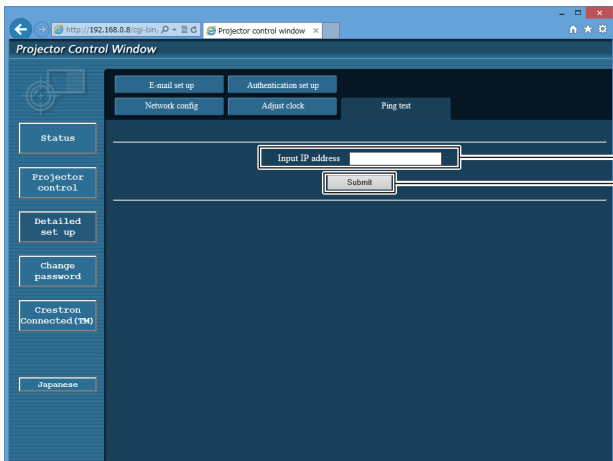 http://192.168.0.8/cgi-bin,
Projector control window
Projector Control Window
E-mail set up
Authentication set up
Network config
Adjust clock
Ping test
Status
Input IP address
Submit
Projector
control
Detailed
set up
Change
password
Crestron
Connected(TM)
Japanese